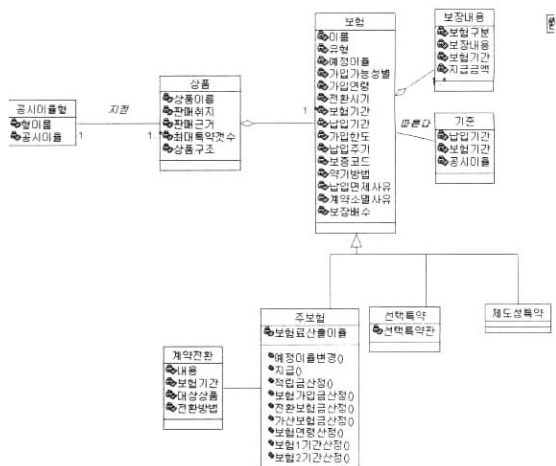 보험
이름
유형
예정이율
가입가능성별
가입연령
전환시기
보험기간
납입기간
가입한도
납입주기
보증코드
약기방법
납입면제사유
계약소멸사유
보장배수
보장내용
보험구분
보장내용
보험기간
지급금액
기준
납입기간
보험기간
공시이율
따른다
상품
상품이름
판매취지
판매근거
최대특약갯수
상품구조
공시이율형
형이름
공시이율
지정
1
1
1
주보험
보험료산출이율
예정이율변경()
지급()
적립금산정()
보험가입금산정()
전환보험금산정()
가산보험금산정()
보험연령산정()
보험1기간산정()
보험2기간산정()
선택특약
선택특약관
제도성특약
계약전환
내용
보험기간
대상상품
전환방법